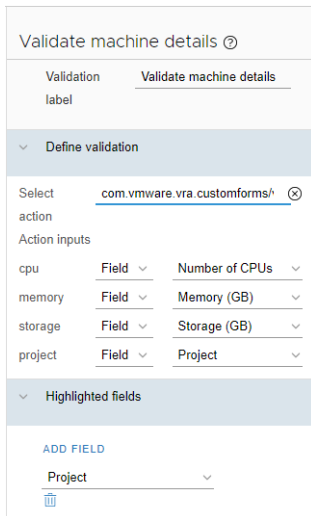 Validate machine details
Validation label Validate machine details
Define validation
Select action com.vmware.vra.customforms/
Action inputs
cpu Field Number of CPUs
memory Field Memory (GB)
storage Field Storage (GB)
project Field Project
Highlighted fields
ADD FIELD
Project